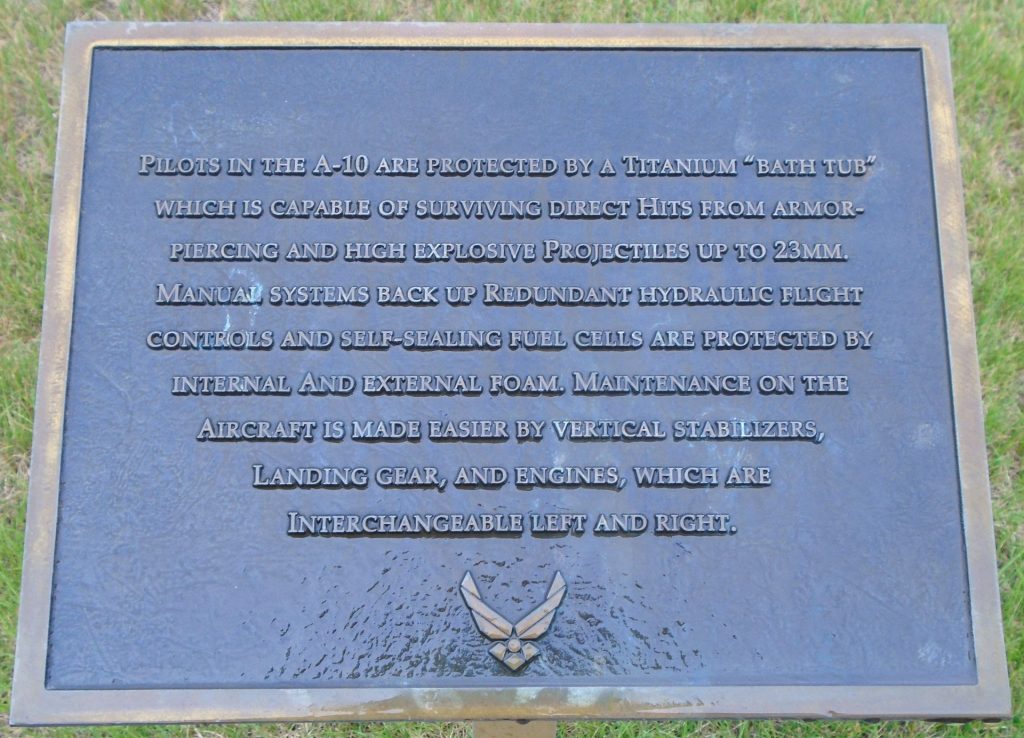 Pilots in the A-10 are protected by a Titanium “bath tub”
which is capable of surviving direct Hits from armor-
piercing and high explosive Projectiles up to 23mm.
Manual systems back up Redundant hydraulic flight
controls and self-sealing fuel cells are protected by
internal And external foam. Maintenance on the
Aircraft is made easier by vertical stabilizers,
Landing gear, and engines, which are
Interchangeable left and right.